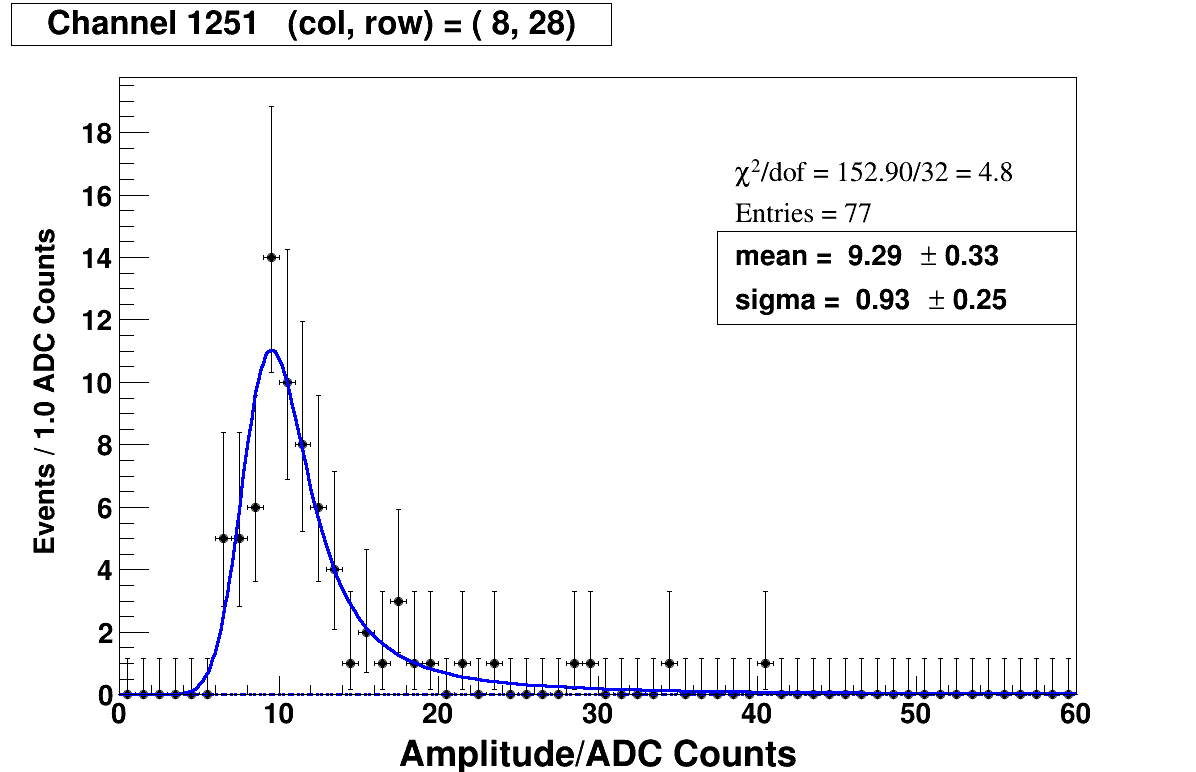 Channel 1251 (col, row) = ( 8, 28)
χ²/dof = 152.90/32 = 4.8
Entries = 77
mean = 9.29 ± 0.33
sigma = 0.93 ± 0.25
Events / 1.0 ADC Counts
18
16
14
12
10
8
6
4
2
0
0 10 20 30 40 50 60
Amplitude/ADC Counts